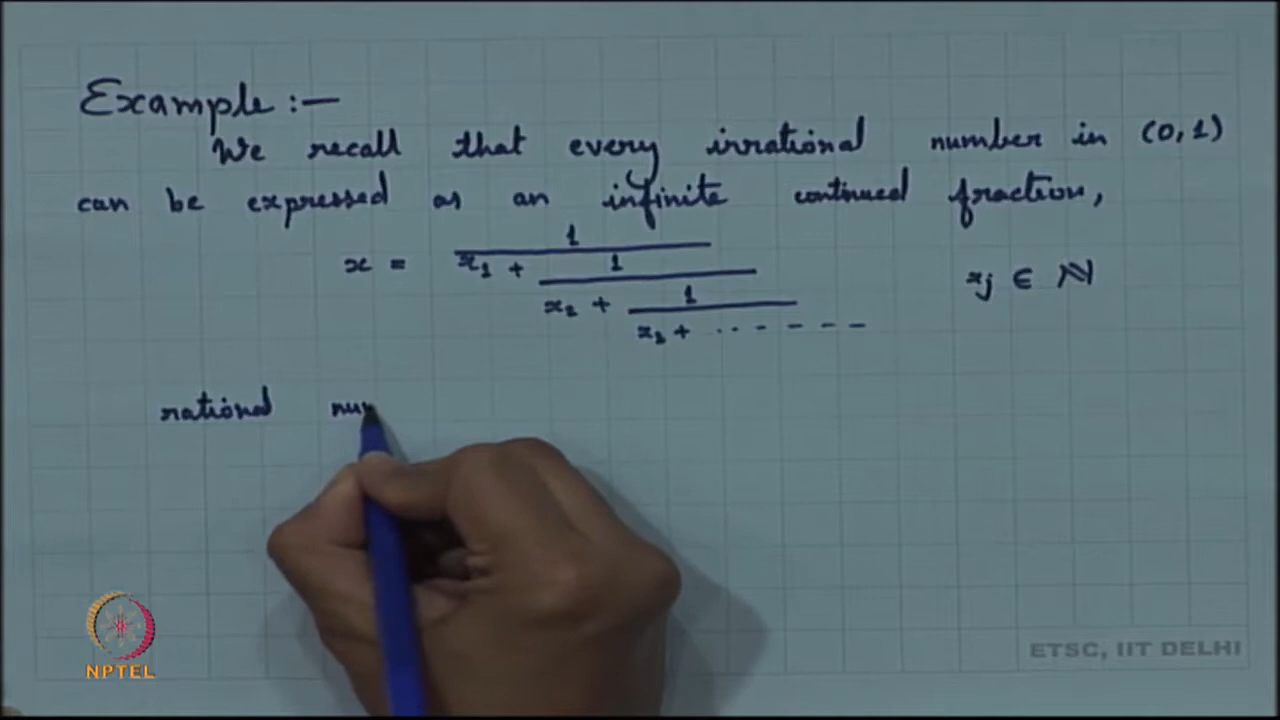 Example :—
We recall that every irrational number in (0,1)
can be expressed as an infinite continued fraction,
x = 1
x₁ + 1
x₂ + 1 xj ∈ ℕ
x₃ + .. - - - -
rational num
NPTEL
ETSC, IIT DELHI